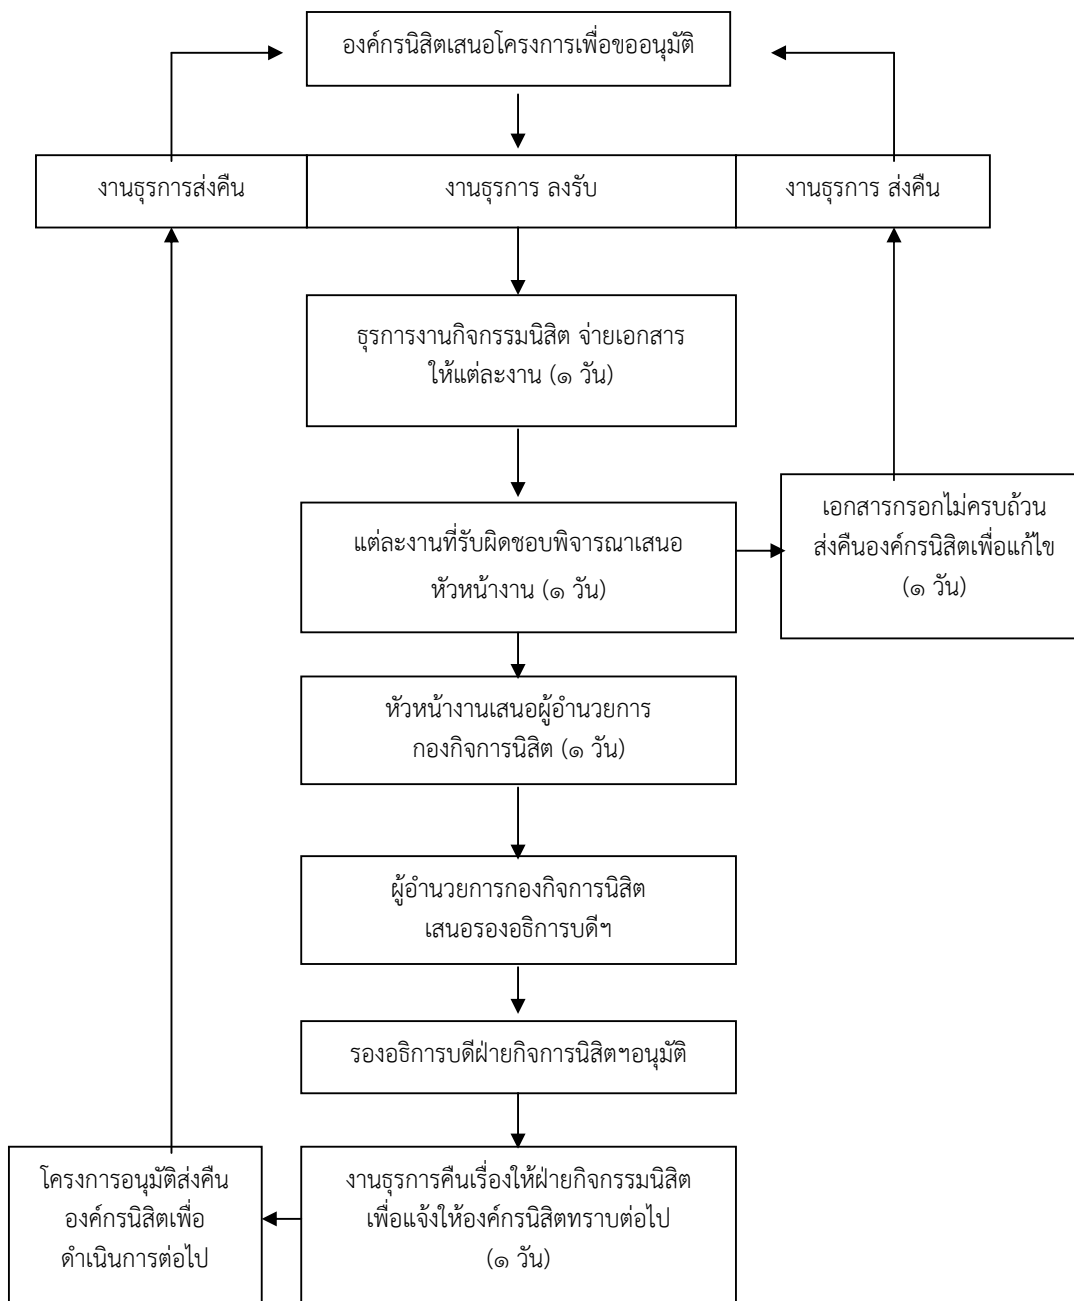 องค์กรนิสิตเสนอโครงการเพื่อขออนุมัติ
งานธุรการส่งคืน
งานธุรการ ลงรับ
งานธุรการ ส่งคืน
ธุรการงานกิจกรรมนิสิต จ่ายเอกสาร
ให้แต่ละงาน (๑ วัน)
แต่ละงานที่รับผิดชอบพิจารณาเสนอ
หัวหน้างาน (๑ วัน)
เอกสารกรอกไม่ครบถ้วน
ส่งคืนองค์กรนิสิตเพื่อแก้ไข
(๑ วัน)
หัวหน้างานเสนอผู้อำนวยการ
กองกิจการนิสิต (๑ วัน)
ผู้อำนวยการกองกิจการนิสิต
เสนอรองอธิการบดีฯ
รองอธิการบดีฝ่ายกิจการนิสิตฯอนุมัติ
โครงการอนุมัติส่งคืน
องค์กรนิสิตเพื่อ
ดำเนินการต่อไป
งานธุรการคืนเรื่องให้ฝ่ายกิจกรรมนิสิต
เพื่อแจ้งให้องค์กรนิสิตทราบต่อไป
(๑ วัน)